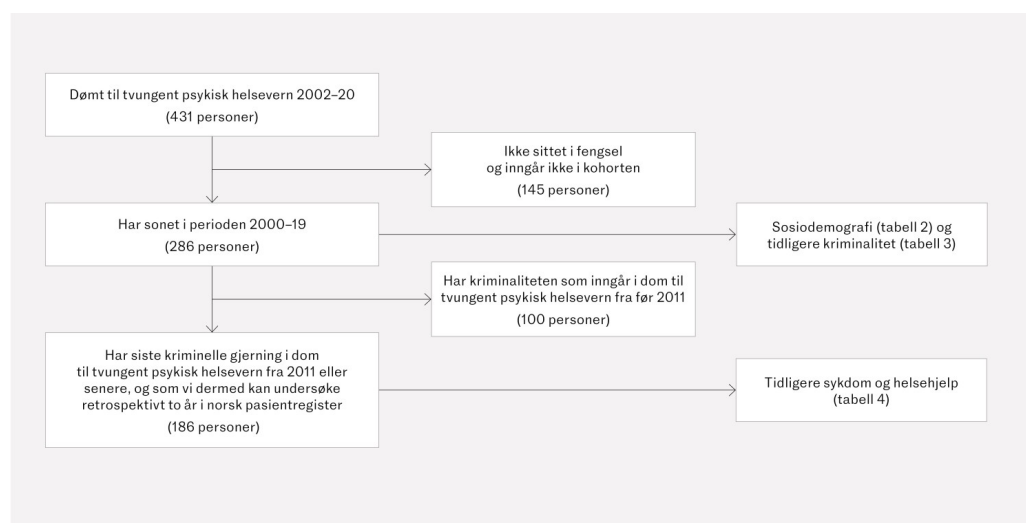 Dømt til tvungent psykisk helsevern 2002–20
(431 personer)
Ikke sittet i fengsel
og inngår ikke i kohorten
(145 personer)
Har sonet i perioden 2000–19
(286 personer)
Sosiodemografi (tabell 2) og
tidligere kriminalitet (tabell 3)
Har kriminaliteten som inngår i dom til
tvungent psykisk helsevern fra før 2011
(100 personer)
Har siste kriminelle gjerning i dom
til tvungent psykisk helsevern fra 2011 eller
senere, og som vi dermed kan undersøke
retrospektivt to år i norsk pasientregister
(186 personer)
Tidligere sykdom og helsehjelp
(tabell 4)